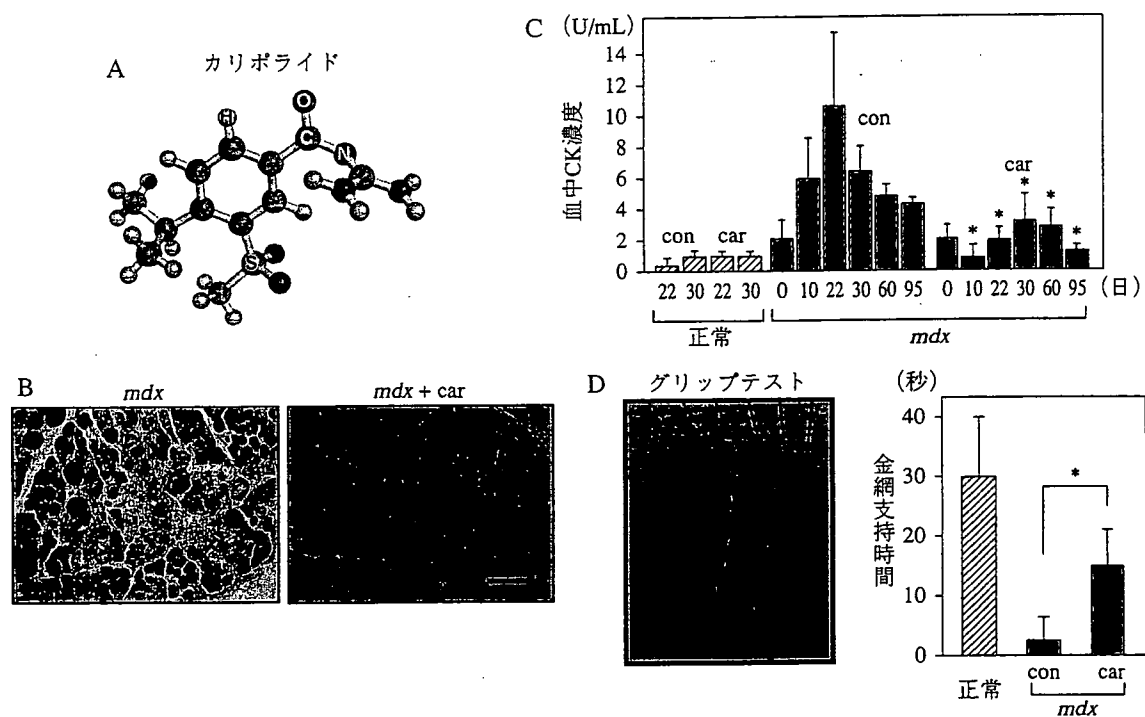 A
カリポライド
H
O
C
N
S
B
mdx
mdx + car
C
(U/mL)
血中CK濃度
14
12
10
8
6
4
2
0
con
car
con
car
*
*
*
*
*
22
30
22
30
0
10
22
30
60
95
0
10
22
30
60
95
(日)
正常
mdx
D
グリップテスト
(秒)
金網支持時間
40
30
20
10
0
*
正常
con
car
mdx